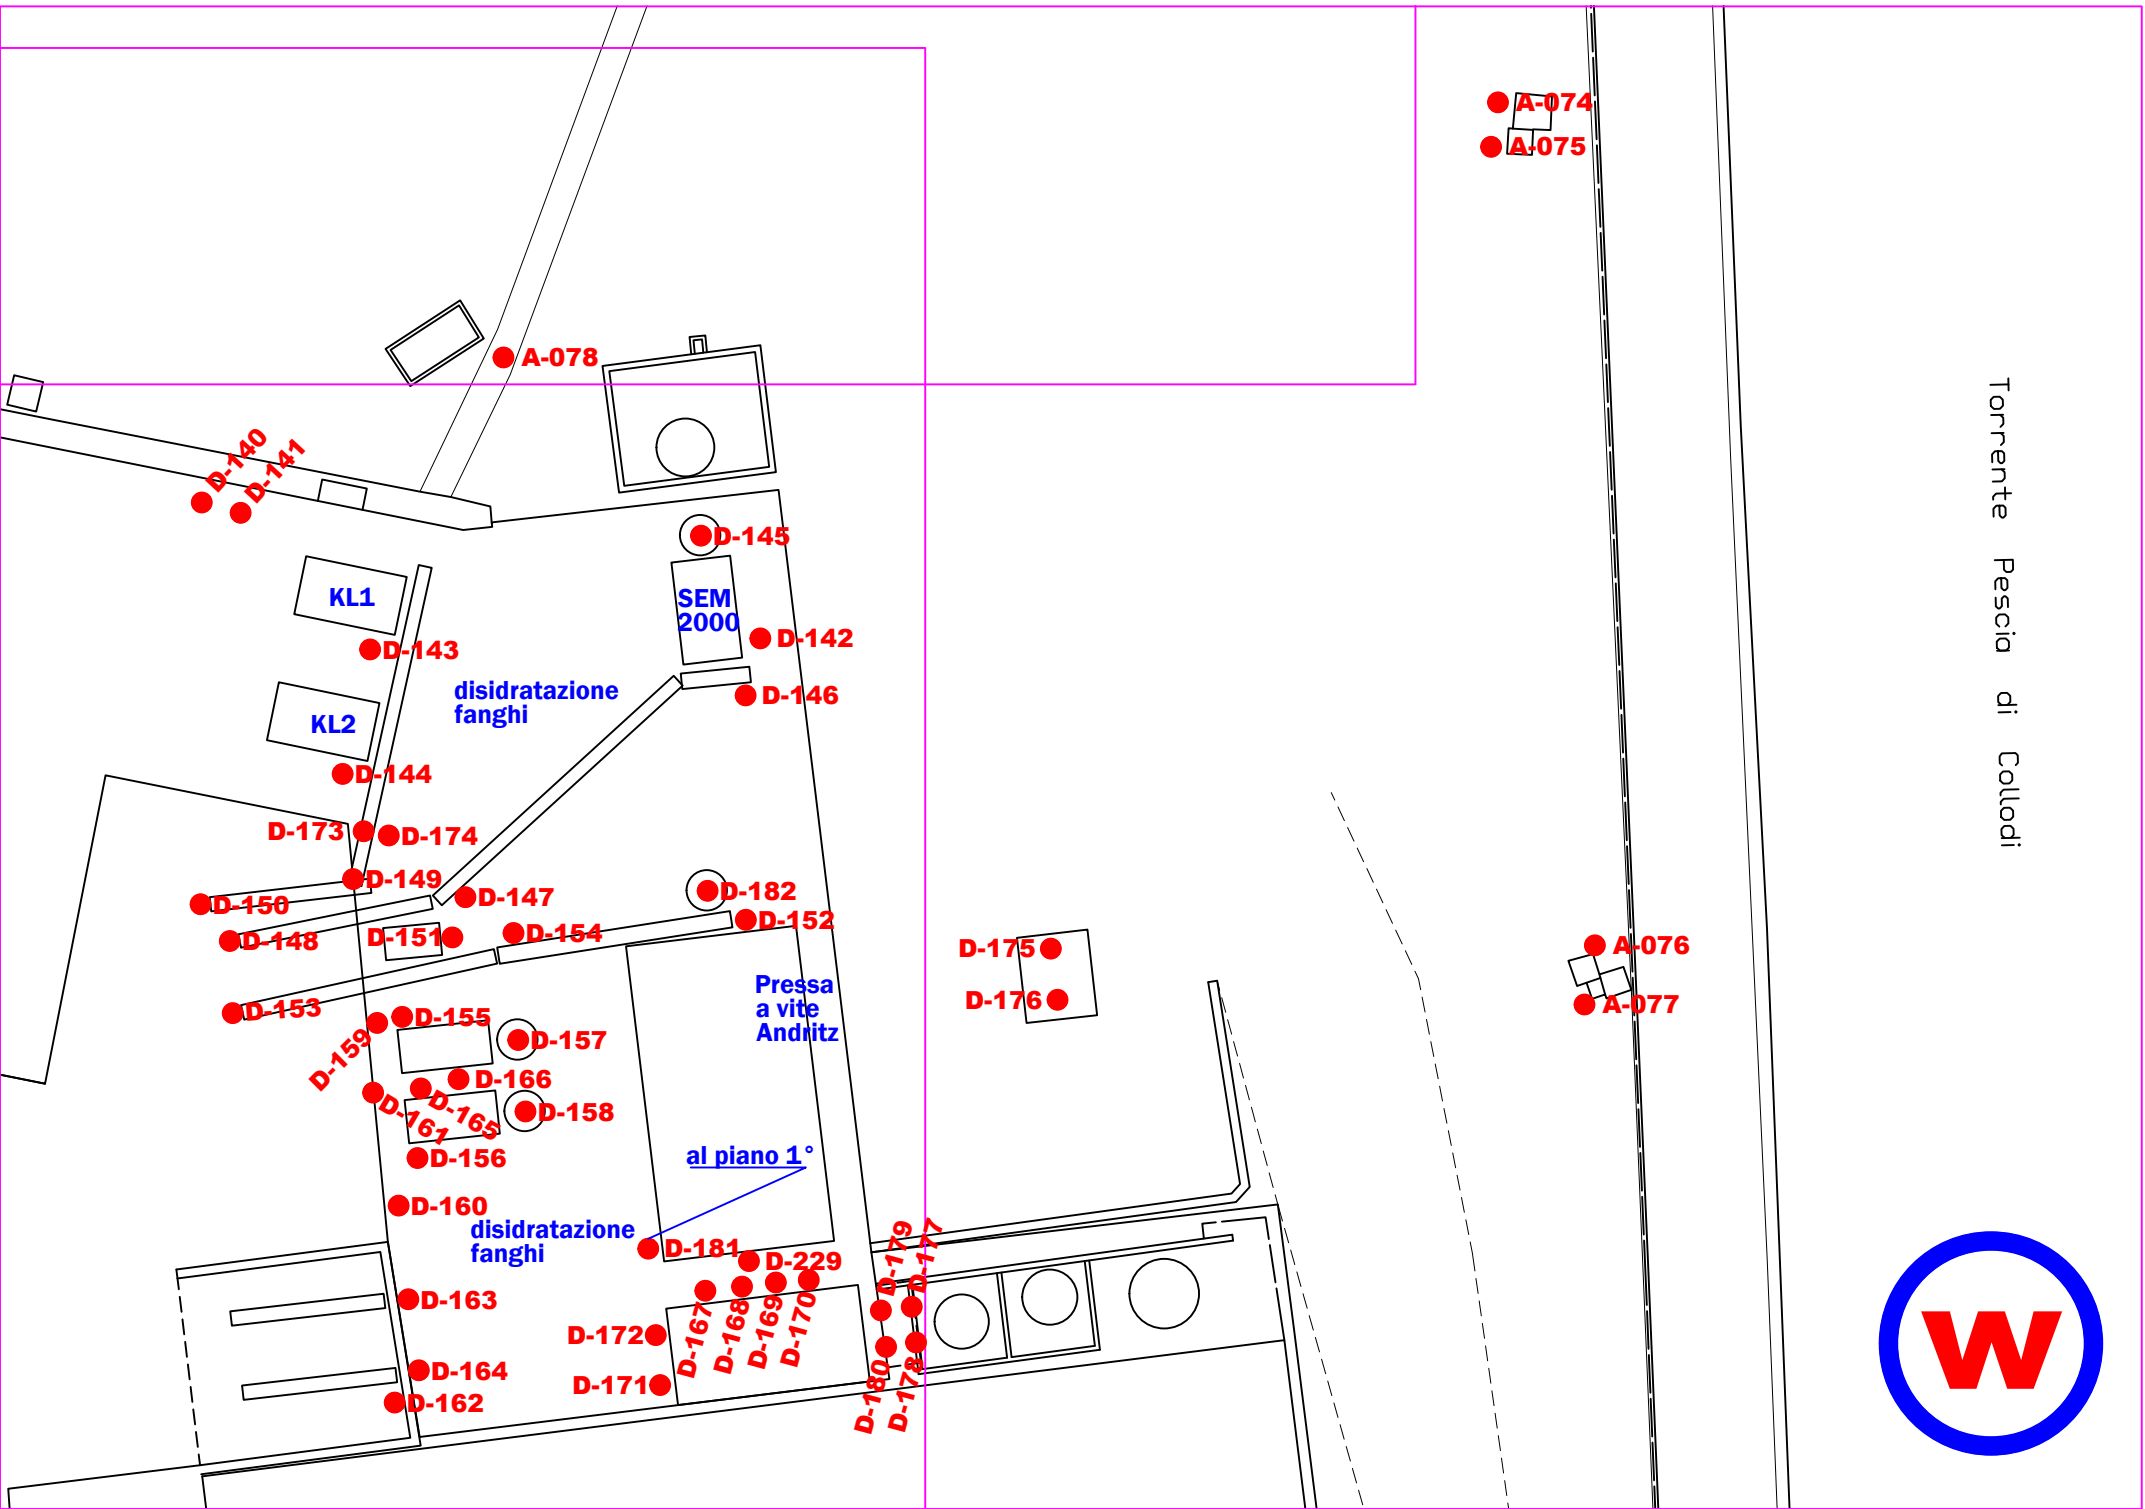 A-074
A-075
A-078
Torrente Pescia di Collodi
D-140
D-141
D-145
KL1
SEM
2000
D-142
D-143
disidratazione
fanghi
D-146
KL2
D-144
D-173
D-174
D-149
D-147
D-182
D-150
D-148
D-151
D-154
D-152
D-175
A-076
Pressa
a vite
Andritz
D-176
A-077
D-153
D-155
D-159
D-157
D-166
D-161
D-165
D-158
D-156
al piano 1°
D-160
disidratazione
fanghi
D-181
D-229
D-179
D-177
D-163
D-167
D-168
D-169
D-170
D-172
D-164
D-171
D-162
D-180
D-178
W